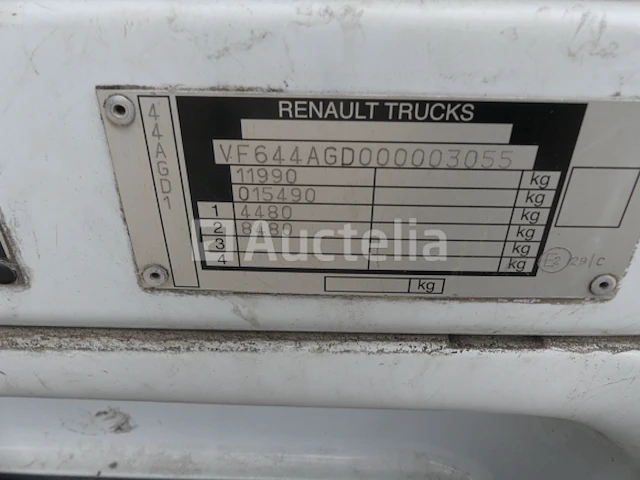 RENAULT TRUCKS
44AGD1
VF644AGD000003055
11990 kg
015490 kg
1 4480 kg
2 8480 kg
3 kg
4 kg
kg
Auctelia